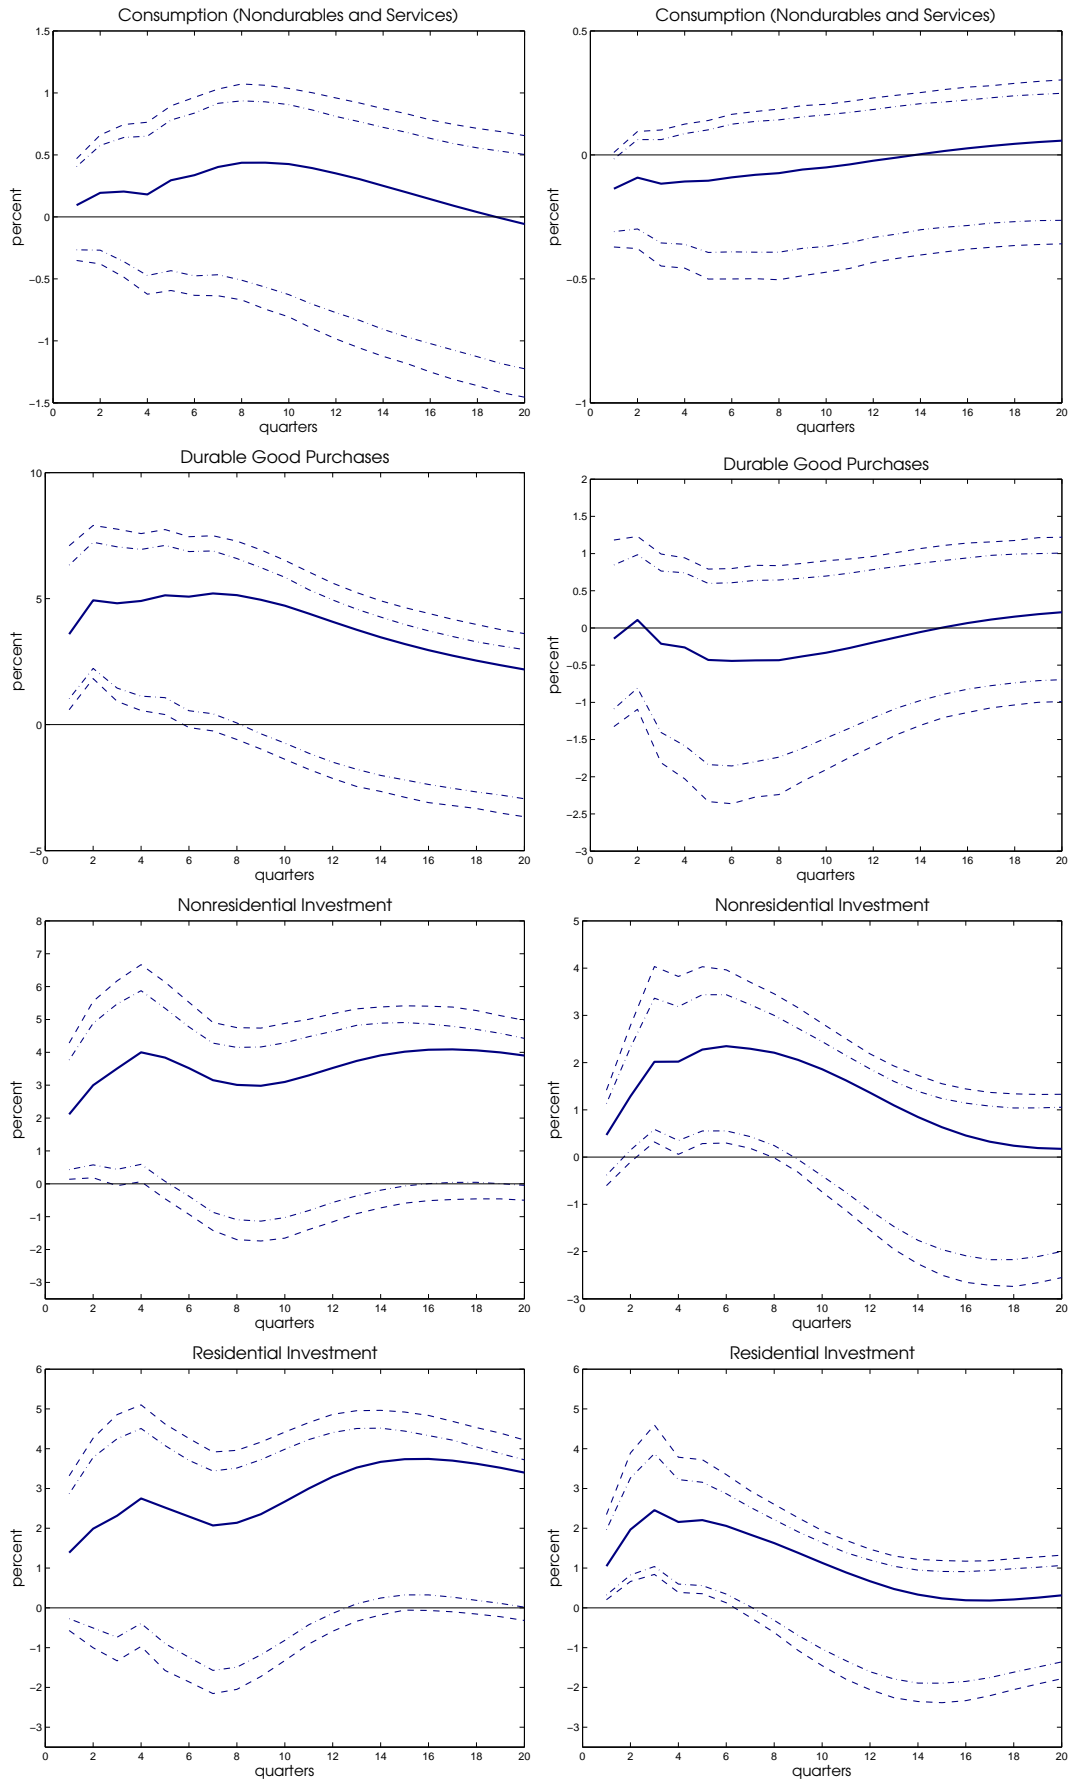 Consumption (Nondurables and Services)
1.5
1
0.5
0
−0.5
−1
−1.5
percent
0 2 4 6 8 10 12 14 16 18 20
quarters
Consumption (Nondurables and Services)
0.5
0
−0.5
−1
percent
0 2 4 6 8 10 12 14 16 18 20
quarters
Durable Good Purchases
10
5
0
−5
percent
0 2 4 6 8 10 12 14 16 18 20
quarters
Durable Good Purchases
2
1.5
1
0.5
0
−0.5
−1
−1.5
−2
−2.5
−3
percent
0 2 4 6 8 10 12 14 16 18 20
quarters
Nonresidential Investment
8
7
6
5
4
3
2
1
0
−1
−2
−3
percent
0 2 4 6 8 10 12 14 16 18 20
quarters
Nonresidential Investment
5
4
3
2
1
0
−1
−2
−3
percent
0 2 4 6 8 10 12 14 16 18 20
quarters
Residential Investment
6
5
4
3
2
1
0
−1
−2
−3
percent
0 2 4 6 8 10 12 14 16 18 20
quarters
Residential Investment
6
5
4
3
2
1
0
−1
−2
−3
percent
0 2 4 6 8 10 12 14 16 18 20
quarters